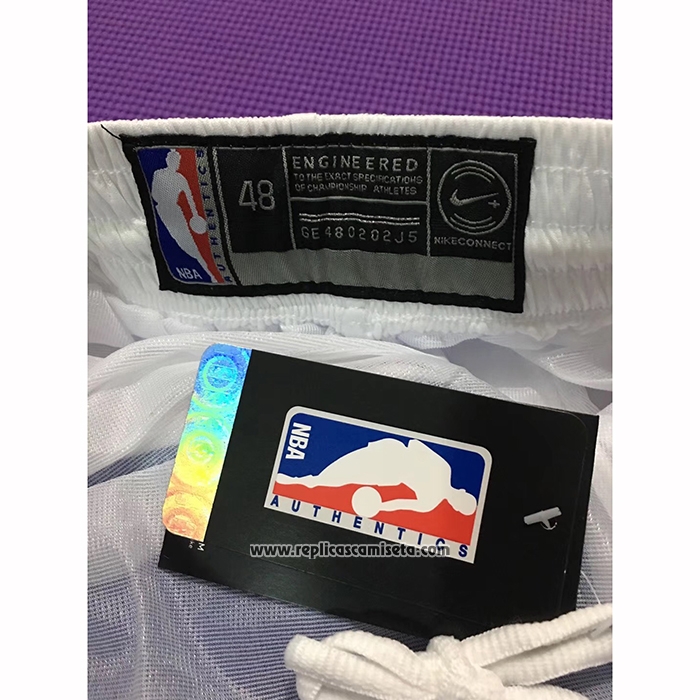 NBA
AUTHENTICS
48
ENGINEERED
TO THE EXACT SPECIFICATIONS
OF CHAMPIONSHIP ATHLETES
GE480202J5
NIKECONNECT
NBA
AUTHENTICS
www.replicascamiseta.com